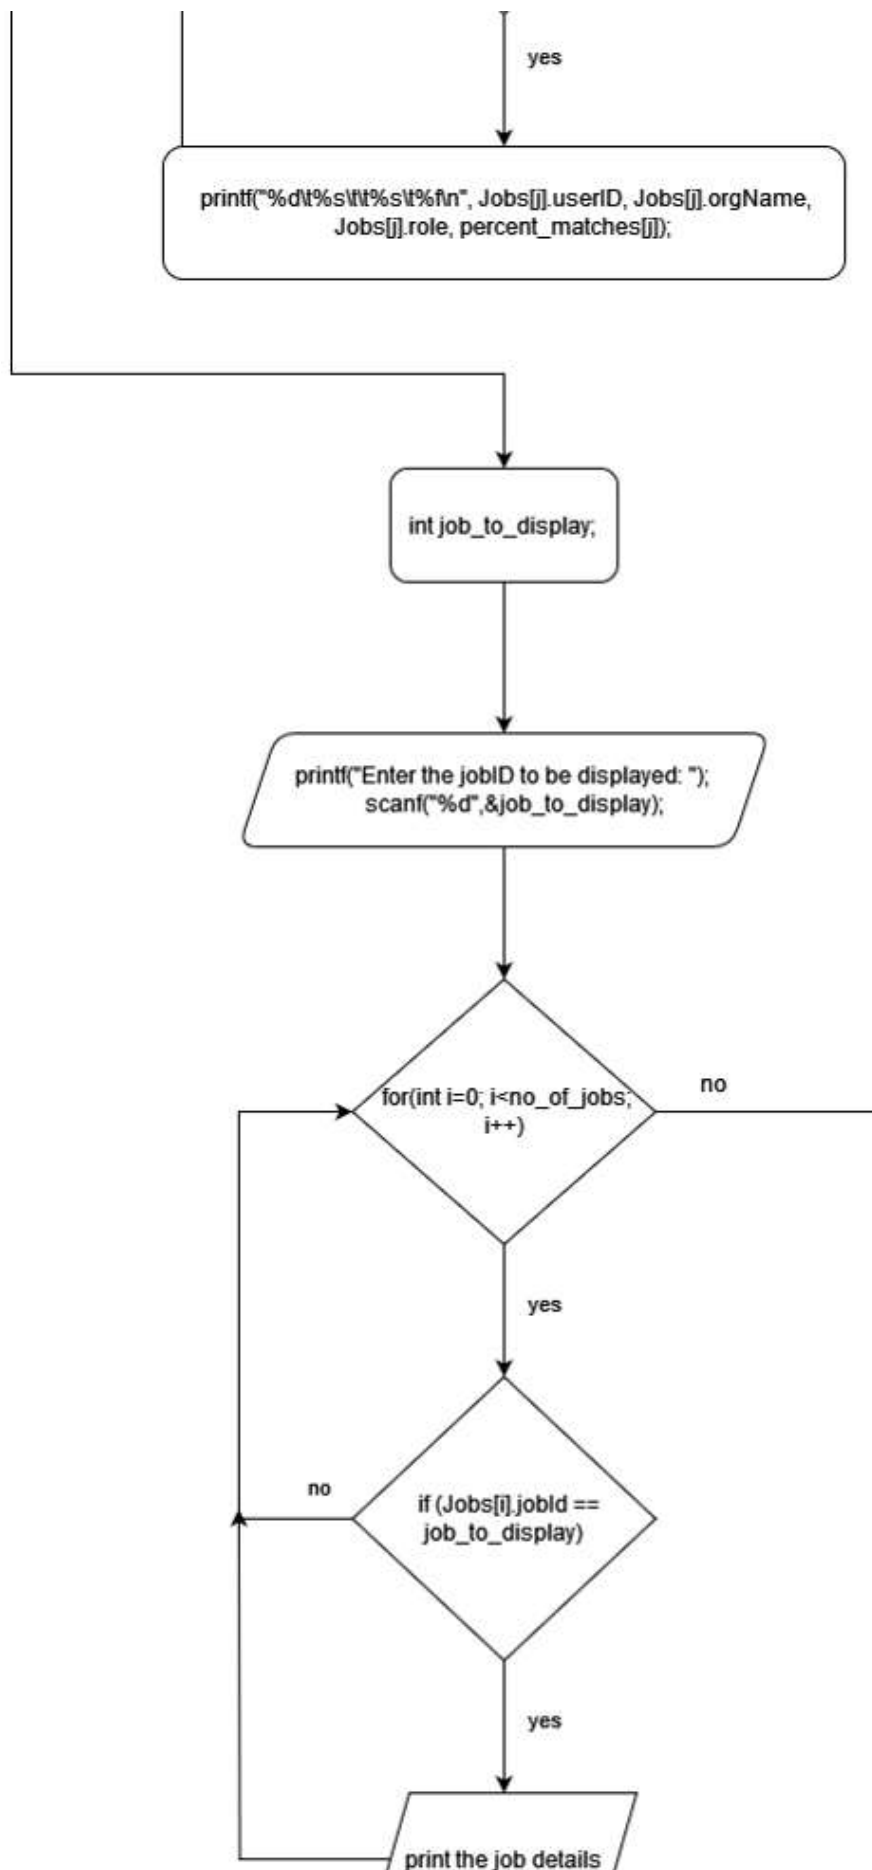 yes
printf("%d\t%s\t\t%s\t%f\n", Jobs[j].userID, Jobs[j].orgName,
Jobs[j].role, percent_matches[j]);
int job_to_display;
printf("Enter the jobID to be displayed: ");
scanf("%d",&job_to_display);
for(int i=0; i<no_of_jobs;
i++)
no
yes
no
if (Jobs[i].jobId ==
job_to_display)
yes
print the job details